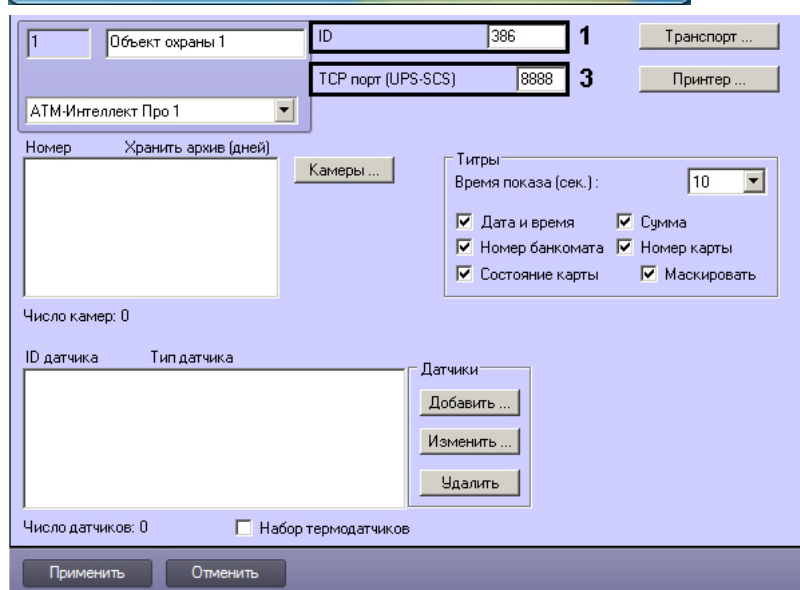 1 Объект охраны 1 ID 386 1 Транспорт ...
TCP порт (UPS-SCS) 8888 3 Принтер ...
АТМ-Интеллект Про 1
Номер Хранить архив (дней)
Камеры ...
Титры
Время показа (сек.) : 10
Дата и время Сумма
Номер банкомата Номер карты
Состояние карты Маскировать
Число камер: 0
ID датчика Тип датчика
Датчики
Добавить ...
Изменить ...
Удалить
Число датчиков: 0 Набор термодатчиков
Применить Отменить